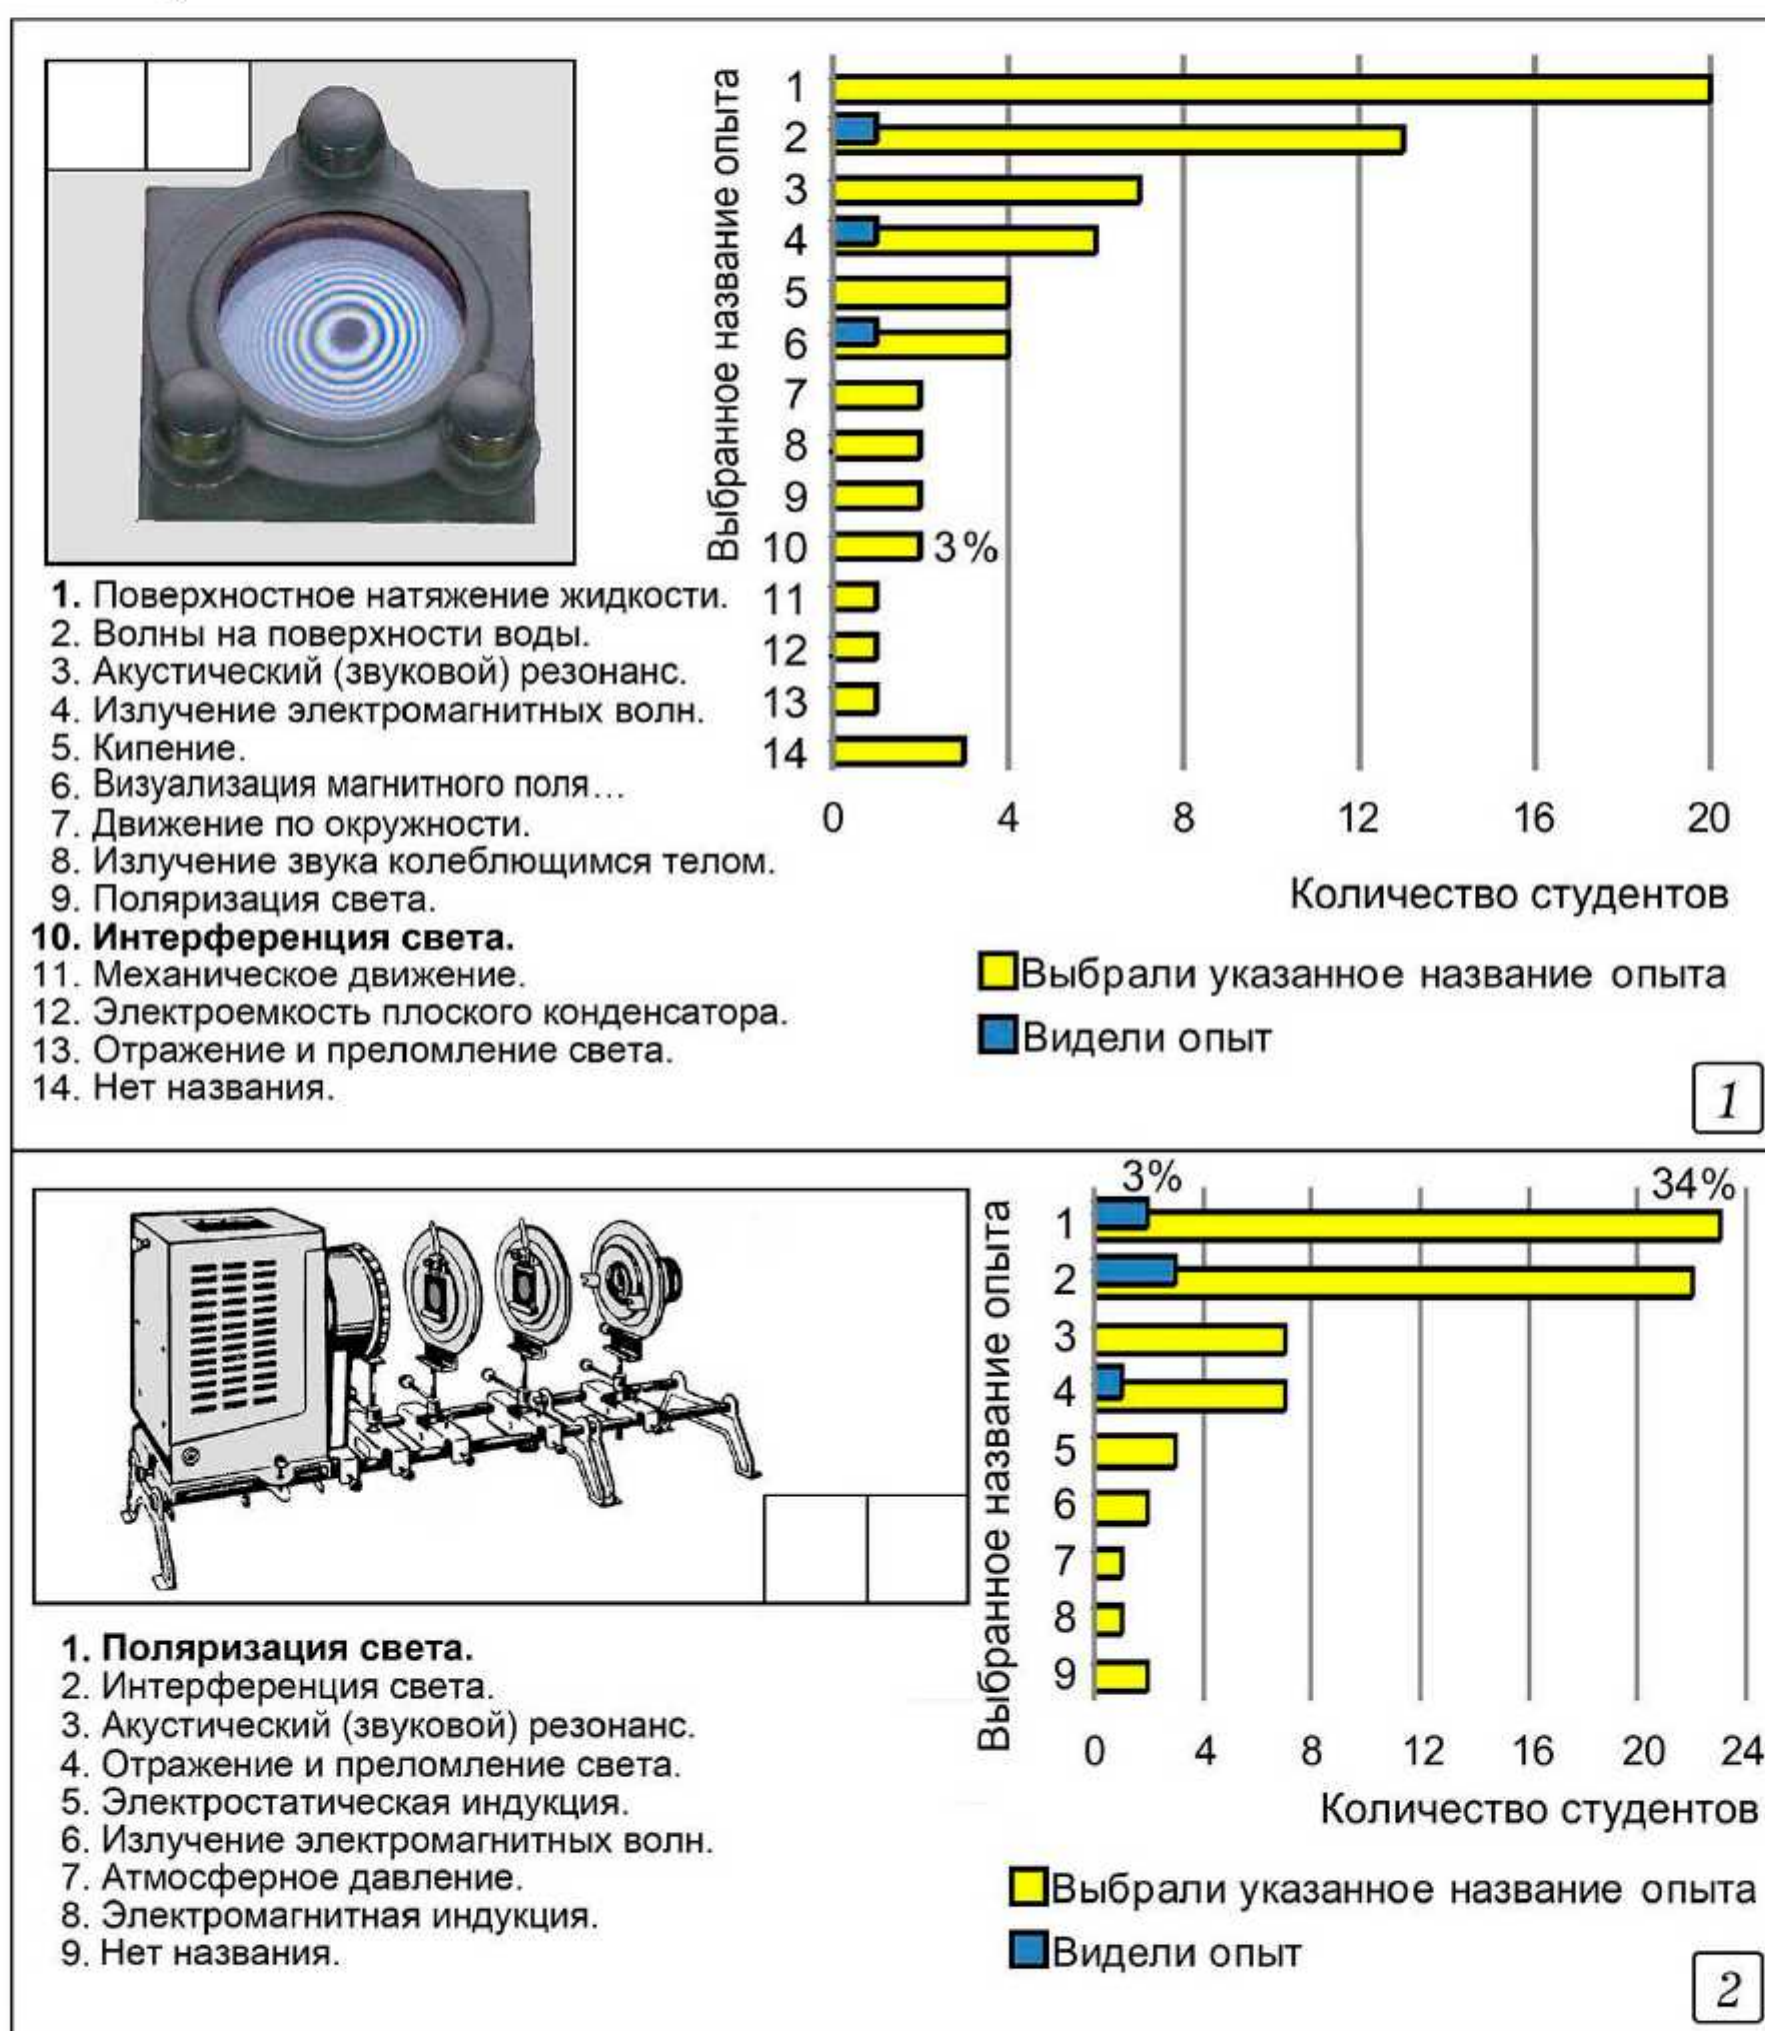 Выбранное название опыта
1
2
3
4
5
6
7
8
9
10
3%
11
12
13
14
0 4 8 12 16 20
Количество студентов
Выбрали указанное название опыта
Видели опыт
1. Поверхностное натяжение жидкости.
2. Волны на поверхности воды.
3. Акустический (звуковой) резонанс.
4. Излучение электромагнитных волн.
5. Кипение.
6. Визуализация магнитного поля...
7. Движение по окружности.
8. Излучение звука колеблющимся телом.
9. Поляризация света.
10. Интерференция света.
11. Механическое движение.
12. Электроемкость плоского конденсатора.
13. Отражение и преломление света.
14. Нет названия.
1
3% 34%
Выбранное название опыта
1
2
3
4
5
6
7
8
9
0 4 8 12 16 20 24
Количество студентов
Выбрали указанное название опыта
Видели опыт
1. Поляризация света.
2. Интерференция света.
3. Акустический (звуковой) резонанс.
4. Отражение и преломление света.
5. Электростатическая индукция.
6. Излучение электромагнитных волн.
7. Атмосферное давление.
8. Электромагнитная индукция.
9. Нет названия.
2